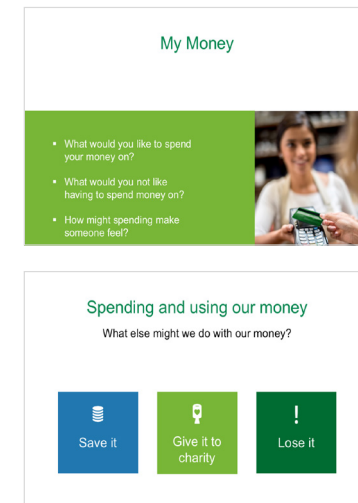 My Money
▪ What would you like to spend
your money on?
▪ What would you not like
having to spend money on?
▪ How might spending make
someone feel?
Spending and using our money
What else might we do with our money?
Save it
Give it to
charity
Lose it